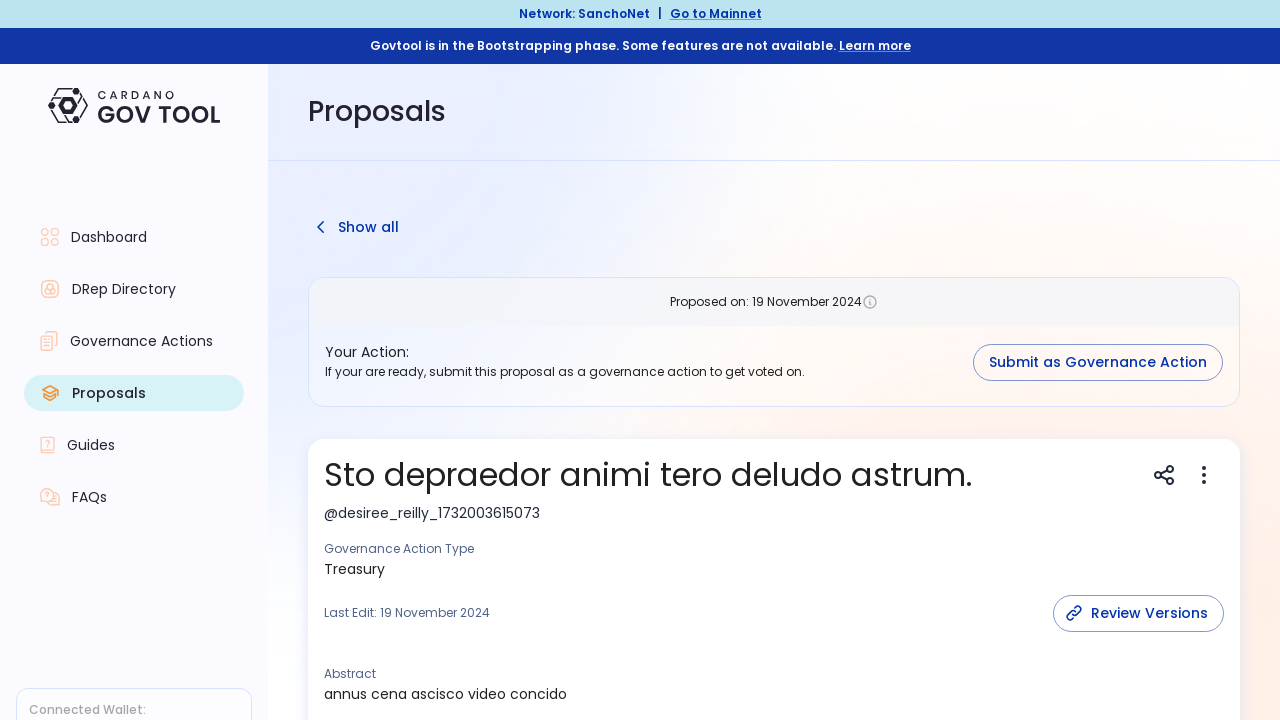 Network: SanchoNet | Go to Mainnet
Govtool is in the Bootstrapping phase. Some features are not available. Learn more
CARDANO
GOV TOOL
Proposals
Dashboard
DRep Directory
Governance Actions
Proposals
Guides
FAQs
Connected Wallet:
Show all
Proposed on: 19 November 2024
Your Action:
If your are ready, submit this proposal as a governance action to get voted on.
Submit as Governance Action
Sto depraedor animi tero deludo astrum.
@desiree_reilly_1732003615073
Governance Action Type
Treasury
Last Edit: 19 November 2024
Review Versions
Abstract
annus cena ascisco video concido